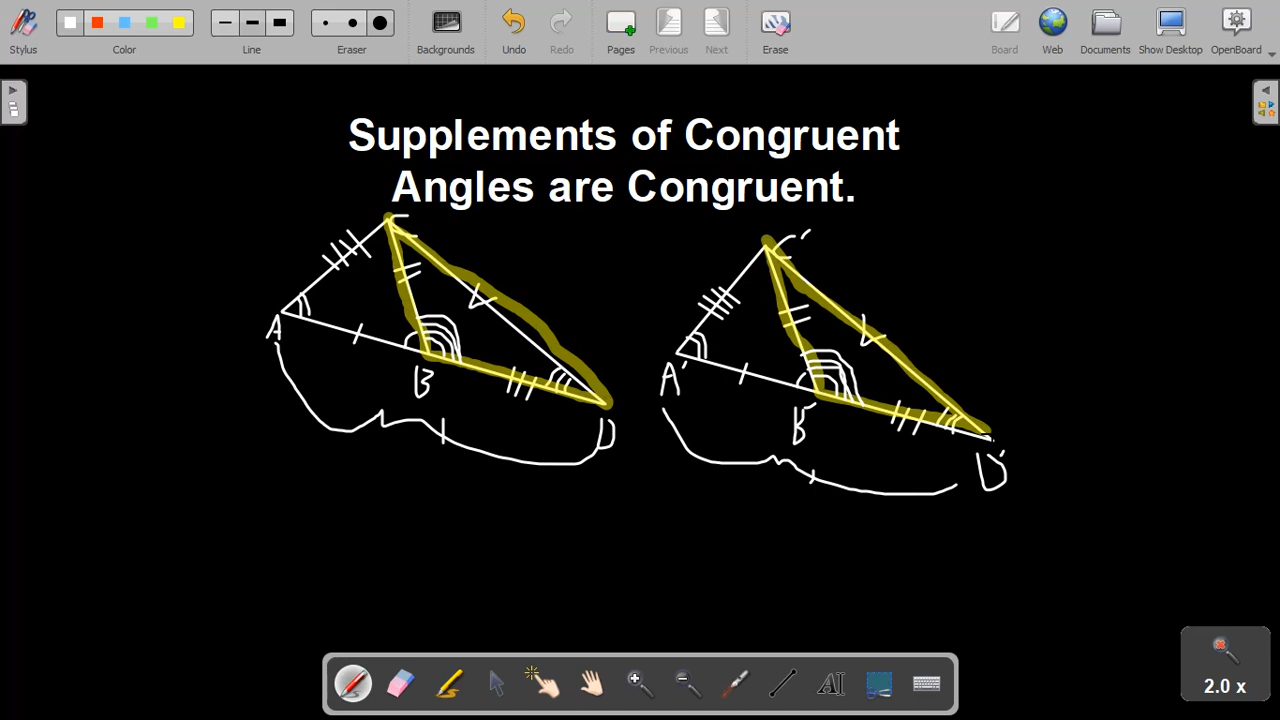 Stylus
Color
Line
Eraser
Backgrounds
Undo
Redo
Pages
Previous
Next
Erase
Board
Web
Documents
Show Desktop
OpenBoard
Supplements of Congruent
Angles are Congruent.
C
C'
A
B
D
A'
B'
D'
AI
2.0 x